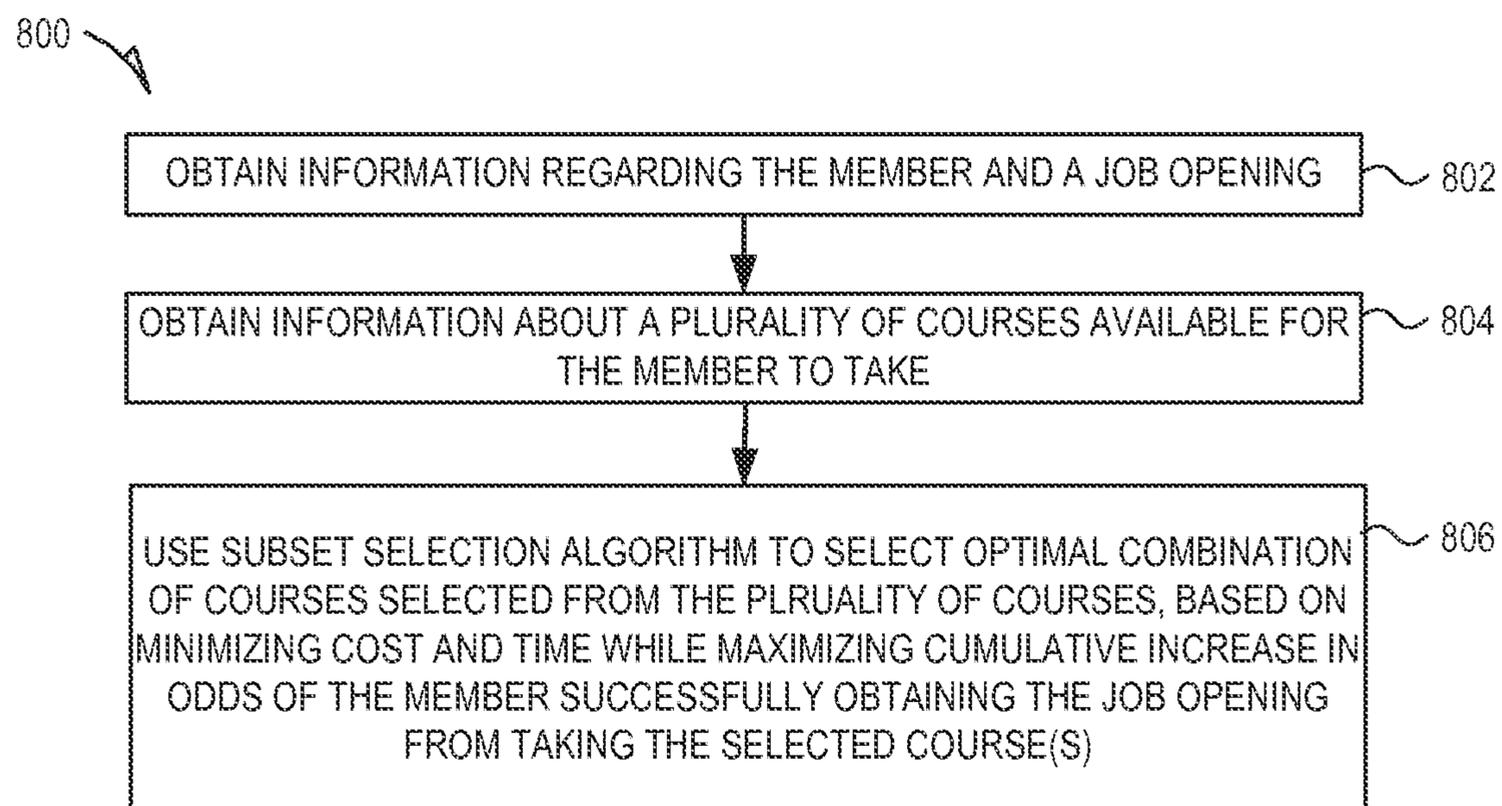 800
OBTAIN INFORMATION REGARDING THE MEMBER AND A JOB OPENING
802
OBTAIN INFORMATION ABOUT A PLURALITY OF COURSES AVAILABLE FOR
THE MEMBER TO TAKE
804
USE SUBSET SELECTION ALGORITHM TO SELECT OPTIMAL COMBINATION
OF COURSES SELECTED FROM THE PLRUALITY OF COURSES, BASED ON
MINIMIZING COST AND TIME WHILE MAXIMIZING CUMULATIVE INCREASE IN
ODDS OF THE MEMBER SUCCESSFULLY OBTAINING THE JOB OPENING
FROM TAKING THE SELECTED COURSE(S)
806